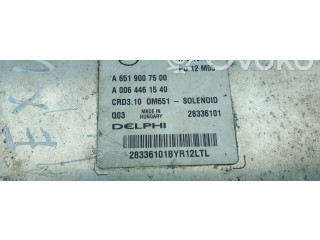 A 651 900 75 00
A 006 446 15 40
CRD3.10 OM651 - SOLENOID
Q03 MADE IN HUNGARY 28336101
DELPHI
28336101BYR12LTL